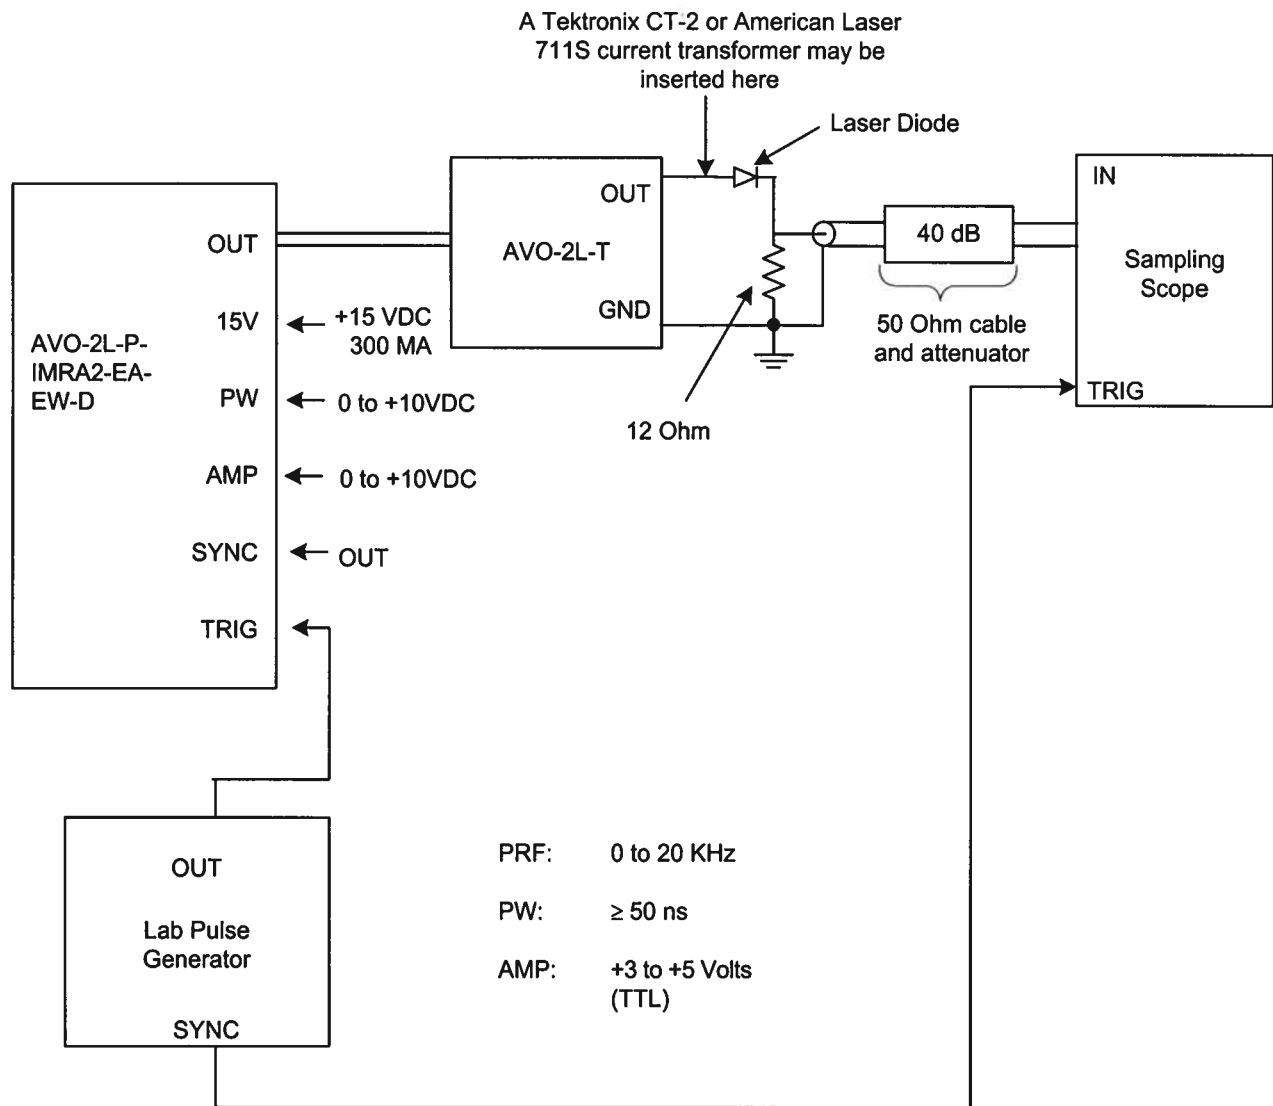 A Tektronix CT-2 or American Laser
711S current transformer may be
inserted here
Laser Diode
OUT
AVO-2L-T
GND
IN
40 dB
Sampling
Scope
50 Ohm cable
and attenuator
TRIG
12 Ohm
OUT
15V
+15 VDC
300 MA
AVO-2L-P-
IMRA2-EA-
EW-D
PW
0 to +10VDC
AMP
0 to +10VDC
SYNC
OUT
TRIG
OUT
Lab Pulse
Generator
SYNC
PRF: 0 to 20 KHz
PW: ≥ 50 ns
AMP: +3 to +5 Volts
(TTL)